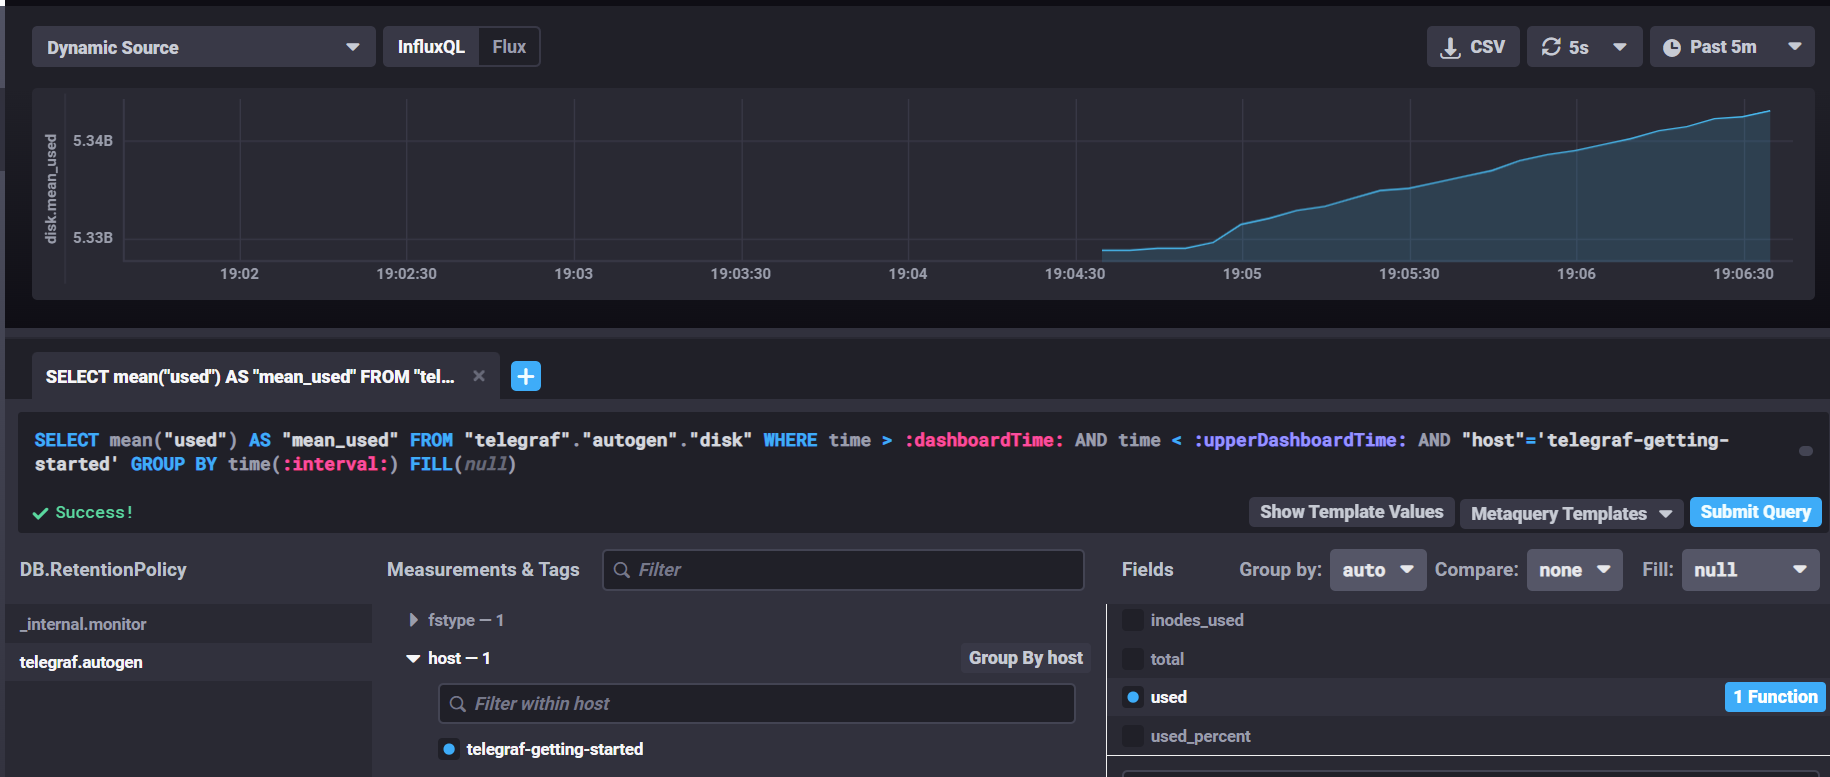 Dynamic Source InfluxQL Flux CSV 5s Past 5m
disk.mean_used
5.34B
5.33B
19:02 19:02:30 19:03 19:03:30 19:04 19:04:30 19:05 19:05:30 19:06 19:06:30
SELECT mean("used") AS "mean_used" FROM "tel...
SELECT mean("used") AS "mean_used" FROM "telegraf"."autogen"."disk" WHERE time > :dashboardTime: AND time < :upperDashboardTime: AND "host"='telegraf-getting-
started' GROUP BY time(:interval:) FILL(null)
Success! Show Template Values Metaquery Templates Submit Query
DB.RetentionPolicy Measurements & Tags Filter Fields Group by: auto Compare: none Fill: null
_internal.monitor fstype — 1 inodes_used
telegraf.autogen host — 1 Group By host total
Filter within host used 1 Function
telegraf-getting-started used_percent